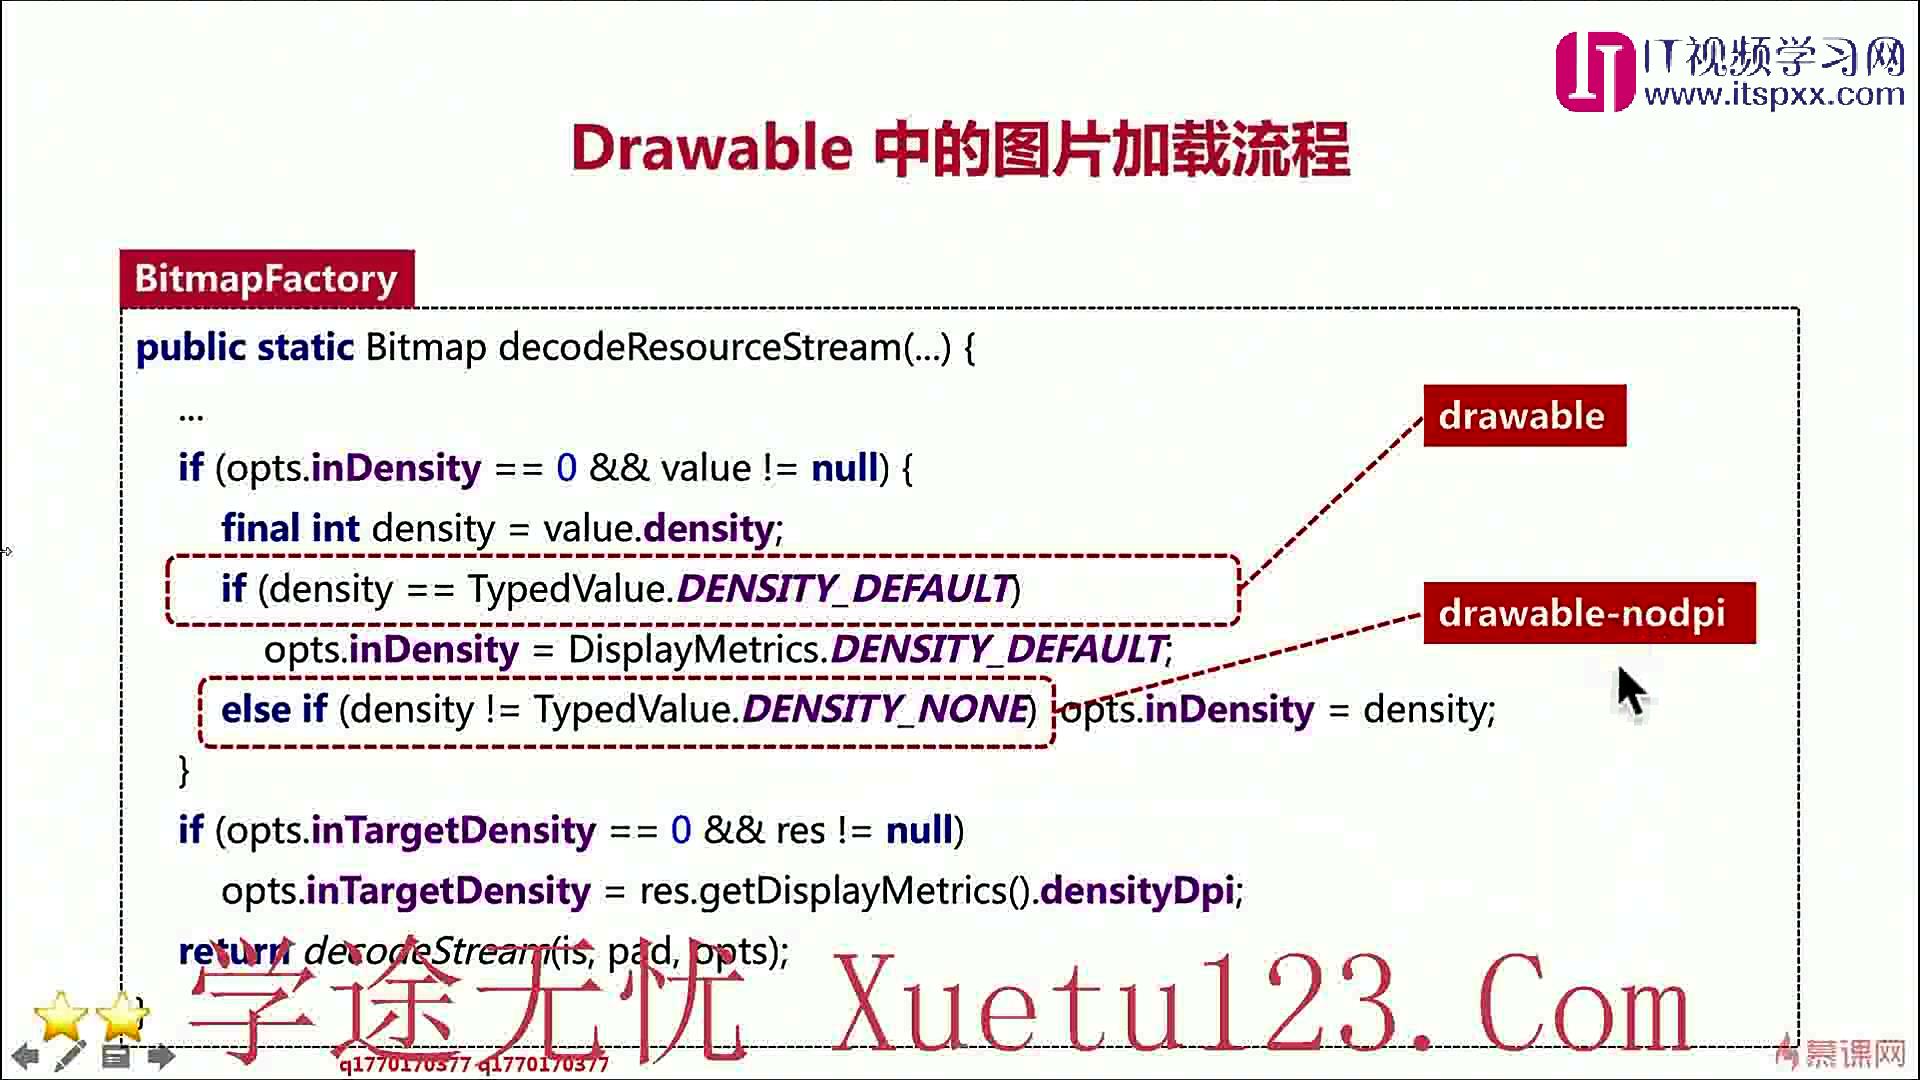 IT视频学习网
www.itspxx.com
Drawable 中的图片加载流程
BitmapFactory
public static Bitmap decodeResourceStream(...) {
...
drawable
if (opts.inDensity == 0 && value != null) {
final int density = value.density;
if (density == TypedValue.DENSITY_DEFAULT)
drawable-nodpi
opts.inDensity = DisplayMetrics.DENSITY_DEFAULT;
else if (density != TypedValue.DENSITY_NONE) opts.inDensity = density;
}
if (opts.inTargetDensity == 0 && res != null)
opts.inTargetDensity = res.getDisplayMetrics().densityDpi;
return decodeStream(is, pad, opts);
}
学途无忧 Xuetu123.Com
q1770170377 q1770170377
慕课网